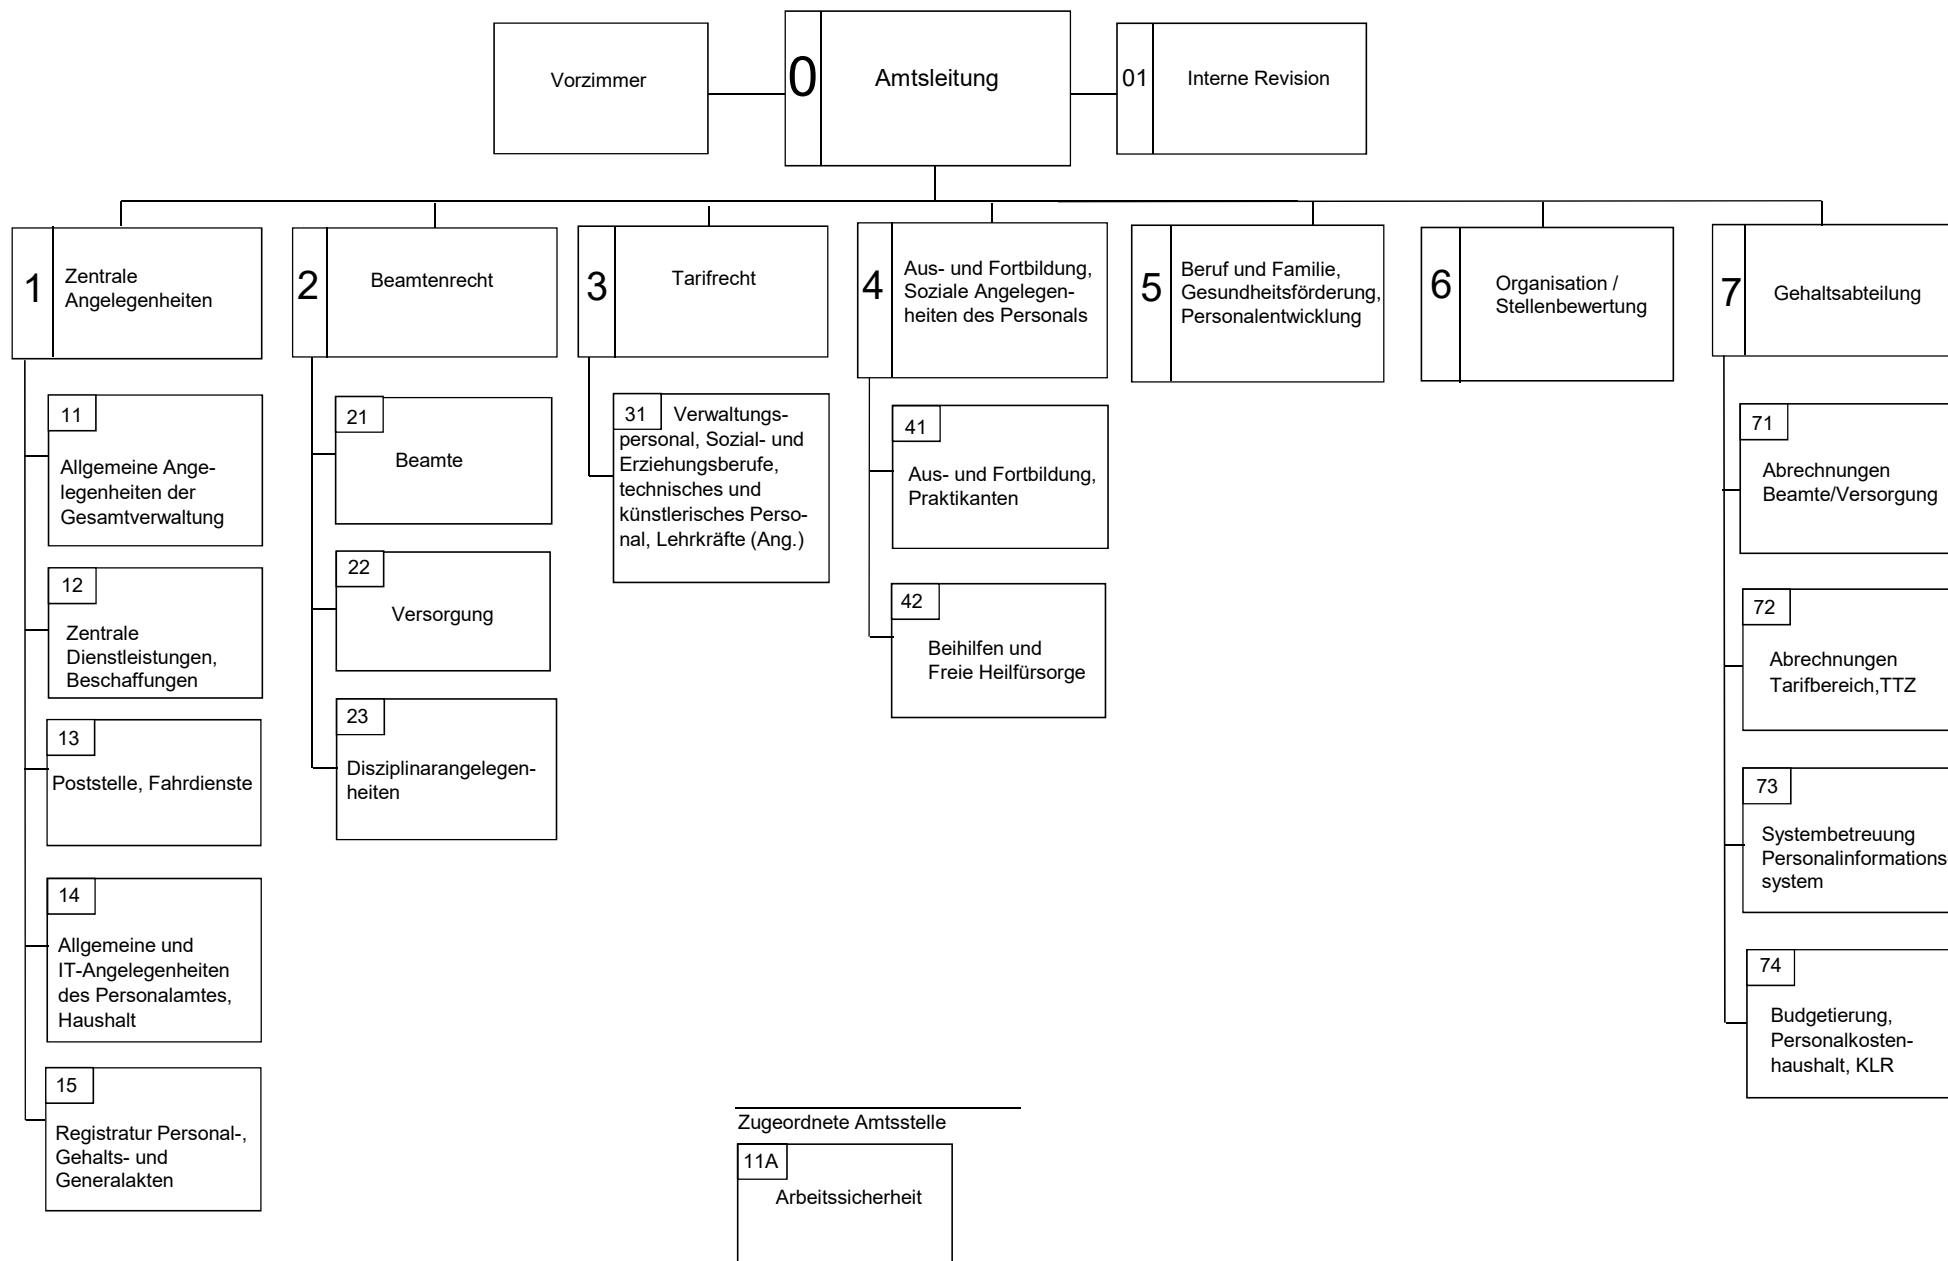 Vorzimmer
0
Amtsleitung
01
Interne Revision
1
Zentrale
Angelegenheiten
2
Beamtenrecht
3
Tarifrecht
4
Aus- und Fortbildung,
Soziale Angelegen-
heiten des Personals
5
Beruf und Familie,
Gesundheitsförderung,
Personalentwicklung
6
Organisation /
Stellenbewertung
7
Gehaltsabteilung
11
Allgemeine Ange-
legenheiten der
Gesamtverwaltung
12
Zentrale
Dienstleistungen,
Beschaffungen
13
Poststelle, Fahrdienste
14
Allgemeine und
IT-Angelegenheiten
des Personalamtes,
Haushalt
15
Registratur Personal-,
Gehalts- und
Generalakten
21
Beamte
22
Versorgung
23
Disziplinarangelegen-
heiten
31 Verwaltungs-
personal, Sozial- und
Erziehungsberufe,
technisches und
künstlerisches Perso-
nal, Lehrkräfte (Ang.)
41
Aus- und Fortbildung,
Praktikanten
42
Beihilfen und
Freie Heilfürsorge
71
Abrechnungen
Beamte/Versorgung
72
Abrechnungen
Tarifbereich,TTZ
73
Systembetreuung
Personalinformations-
system
74
Budgetierung,
Personalkosten-
haushalt, KLR
Zugeordnete Amtsstelle
11A
Arbeitssicherheit